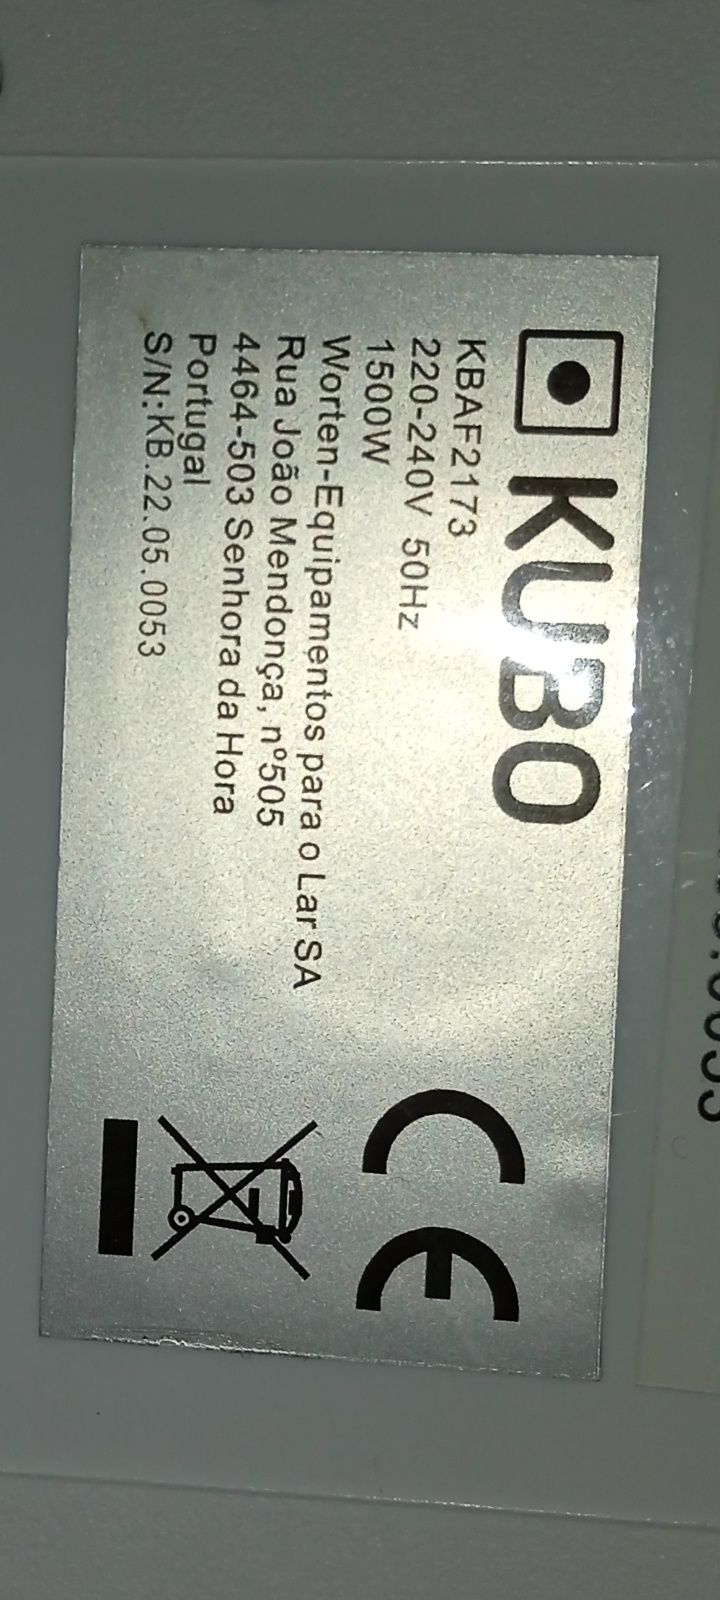 KUBO
KBAF2173
220-240V 50Hz
1500W
Worten-Equipamentos para o Lar SA
Rua João Mendonça, nº505
4464-503 Senhora da Hora
Portugal
S/N:KB.22.05.0053
CE